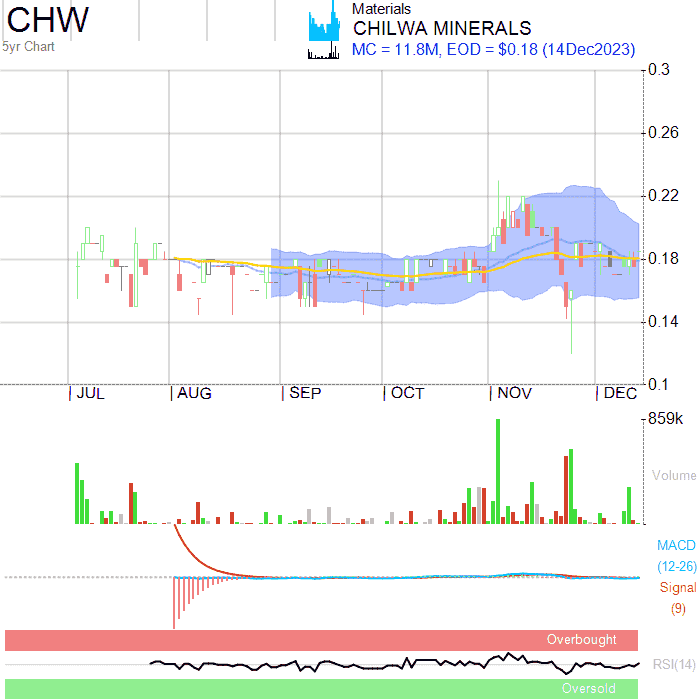 CHW
5yr Chart
Materials
CHILWA MINERALS
MC = 11.8M, EOD = $0.18 (14Dec2023)
0.3
0.26
0.22
0.18
0.14
0.1
JUL AUG SEP OCT NOV DEC
859k
Volume
MACD
(12-26)
Signal
(9)
Overbought
RSI(14)
Oversold